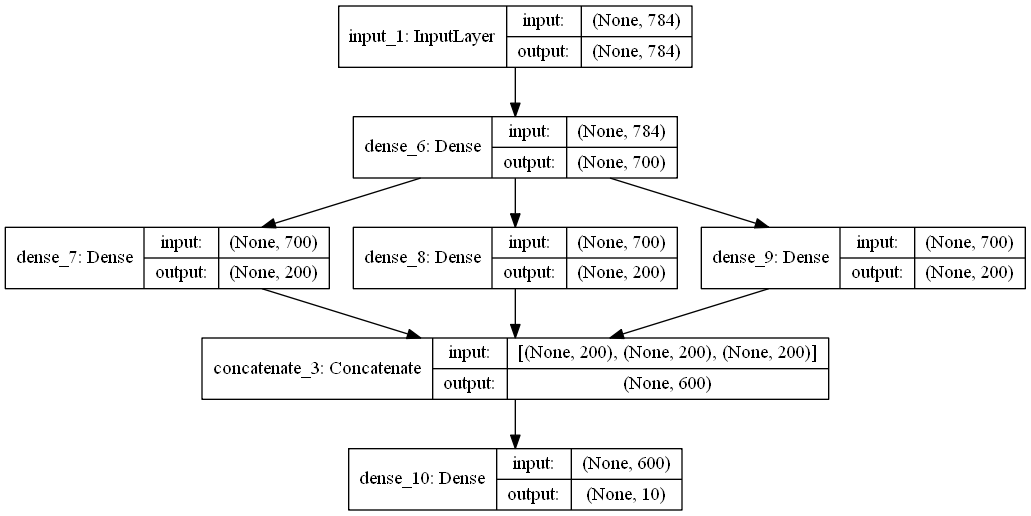 input_1: InputLayer
input: (None, 784)
output: (None, 784)
dense_6: Dense
input: (None, 784)
output: (None, 700)
dense_7: Dense
input: (None, 700)
output: (None, 200)
dense_8: Dense
input: (None, 700)
output: (None, 200)
dense_9: Dense
input: (None, 700)
output: (None, 200)
concatenate_3: Concatenate
input: [(None, 200), (None, 200), (None, 200)]
output: (None, 600)
dense_10: Dense
input: (None, 600)
output: (None, 10)